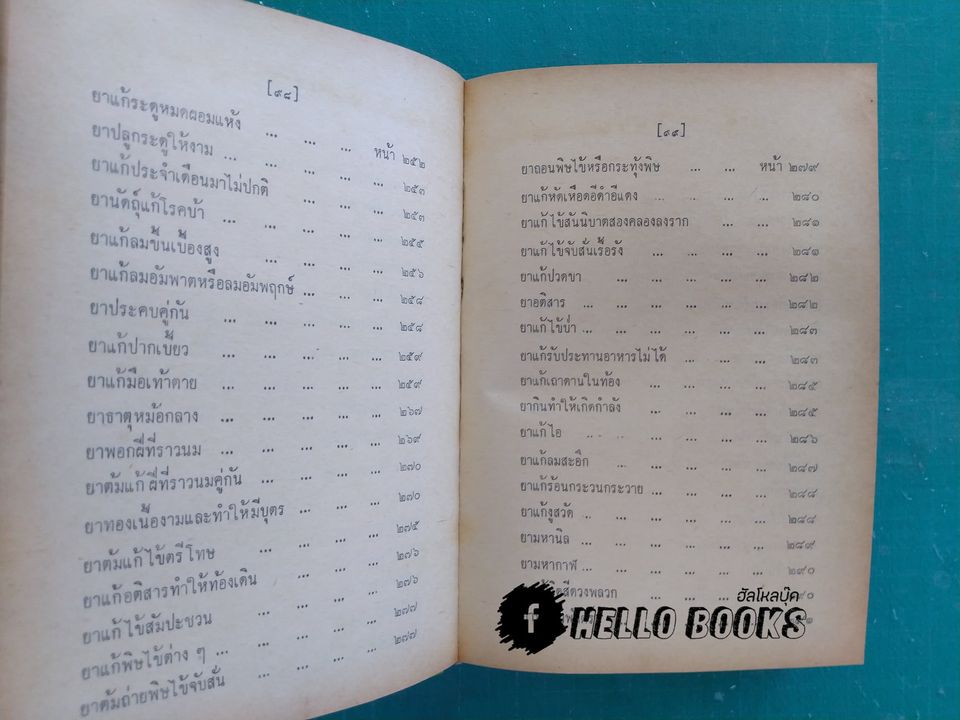 [๙๘]
ยาแก้ระดูหมดผอมแห้ง ... ... ... หน้า ๒๕๒
ยาปลูกระดูให้งาม ... ... ... ... ๒๕๓
ยาแก้ประจำเดือนมาไม่ปกติ ... ... ... ๒๕๓
ยานัตถุ์แก้โรคบ้า ... ... ... ... ๒๕๕
ยาแก้ลมขึ้นเบื้องสูง ... ... ... ... ๒๕๖
ยาแก้ลมอัมพาตหรือลมอัมพฤกษ์ ... ... ... ๒๕๘
ยาประคบคู่กัน ... ... ... ... ๒๕๘
ยาแก้ปากเบี้ยว ... ... ... ... ๒๕๙
ยาแก้มือเท้าตาย ... ... ... ... ๒๕๙
ยาธาตุหม้อกลาง ... ... ... ... ๒๖๗
ยาพอกฝีที่ราวนม ... ... ... ... ๒๖๙
ยาต้มแก้ฝีที่ราวนมคู่กัน ... ... ... ๒๗๐
ยาทองเนื้องามและทำให้มีบุตร ... ... ... ๒๗๐
ยาต้มแก้ไข้ตรีโทษ ... ... ... ... ๒๗๕
ยาแก้อติสารทำให้ท้องเดิน ... ... ... ๒๗๖
ยาแก้ไข้สัมปะชวน ... ... ... ... ๒๗๖
ยาแก้พิษไข้ต่าง ๆ ... ... ... ... ๒๗๗
ยาต้มถ่ายพิษไข้จับสั่น ... ... ... ๒๗๗
[๙๙]
ยาถอนพิษไข้หรือกระทุ้งพิษ ... ... หน้า ๒๗๙
ยาแก้หัดเหือดอีดำอีแดง ... ... ... ๒๘๐
ยาแก้ไข้สันนิบาตสองคลองลงราก ... ... ๒๘๑
ยาแก้ไข้จับสั่นเรื้อรัง ... ... ... ... ๒๘๑
ยาแก้ปวดขา ... ... ... ... ... ๒๘๒
ยาอติสาร ... ... ... ... ... ๒๘๒
ยาแก้ไข้ป่า ... ... ... ... ... ๒๘๓
ยาแก้รับประทานอาหารไม่ได้ ... ... ... ๒๘๓
ยาแก้เถาดานในท้อง ... ... ... ... ๒๘๕
ยากินทำให้เกิดกำลัง ... ... ... ... ๒๘๕
ยาแก้ไอ ... ... ... ... ... ๒๘๖
ยาแก้ลมสะอึก ... ... ... ... ๒๘๗
ยาแก้ร้อนกระวนกระวาย ... ... ... ... ๒๘๘
ยาแก้งูสวัด ... ... ... ... ... ๒๘๘
ยามหานิล ... ... ... ... ... ๒๘๙
ยามหากาฬ ... ... ... ... ... ๒๙๐
สีดวงพลวก ... ... ... ...
ฮัลโหลบุ๊ค
f HELLO BOOKS